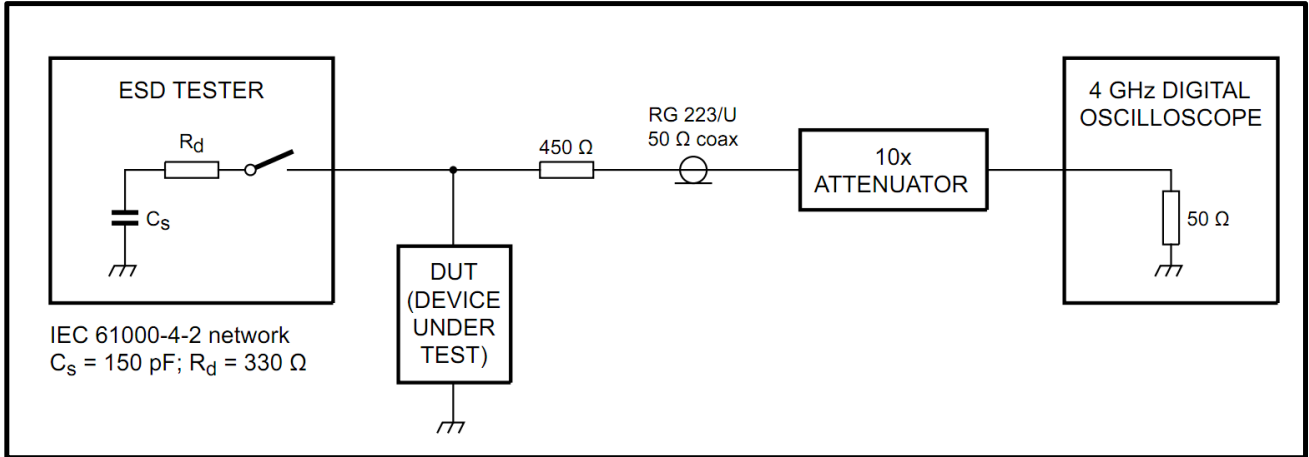 ESD TESTER
Rd
Cs
IEC 61000-4-2 network
Cs = 150 pF; Rd = 330 Ω
DUT
(DEVICE
UNDER
TEST)
450 Ω
RG 223/U
50 Ω coax
10x
ATTENUATOR
4 GHz DIGITAL
OSCILLOSCOPE
50 Ω